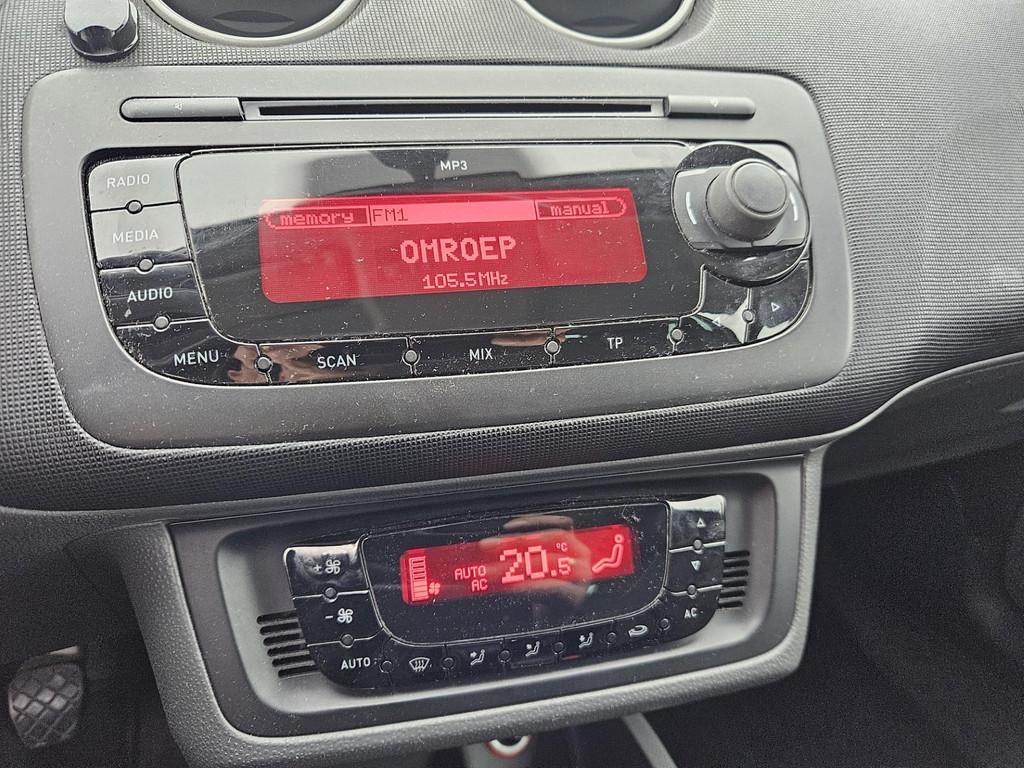 MP3
RADIO
MEDIA
AUDIO
MENU
SCAN
MIX
TP
memory FM1 manual
OMROEP
105.5MHz
AUTO
AC
20.5 °C
+
-
AUTO
AC